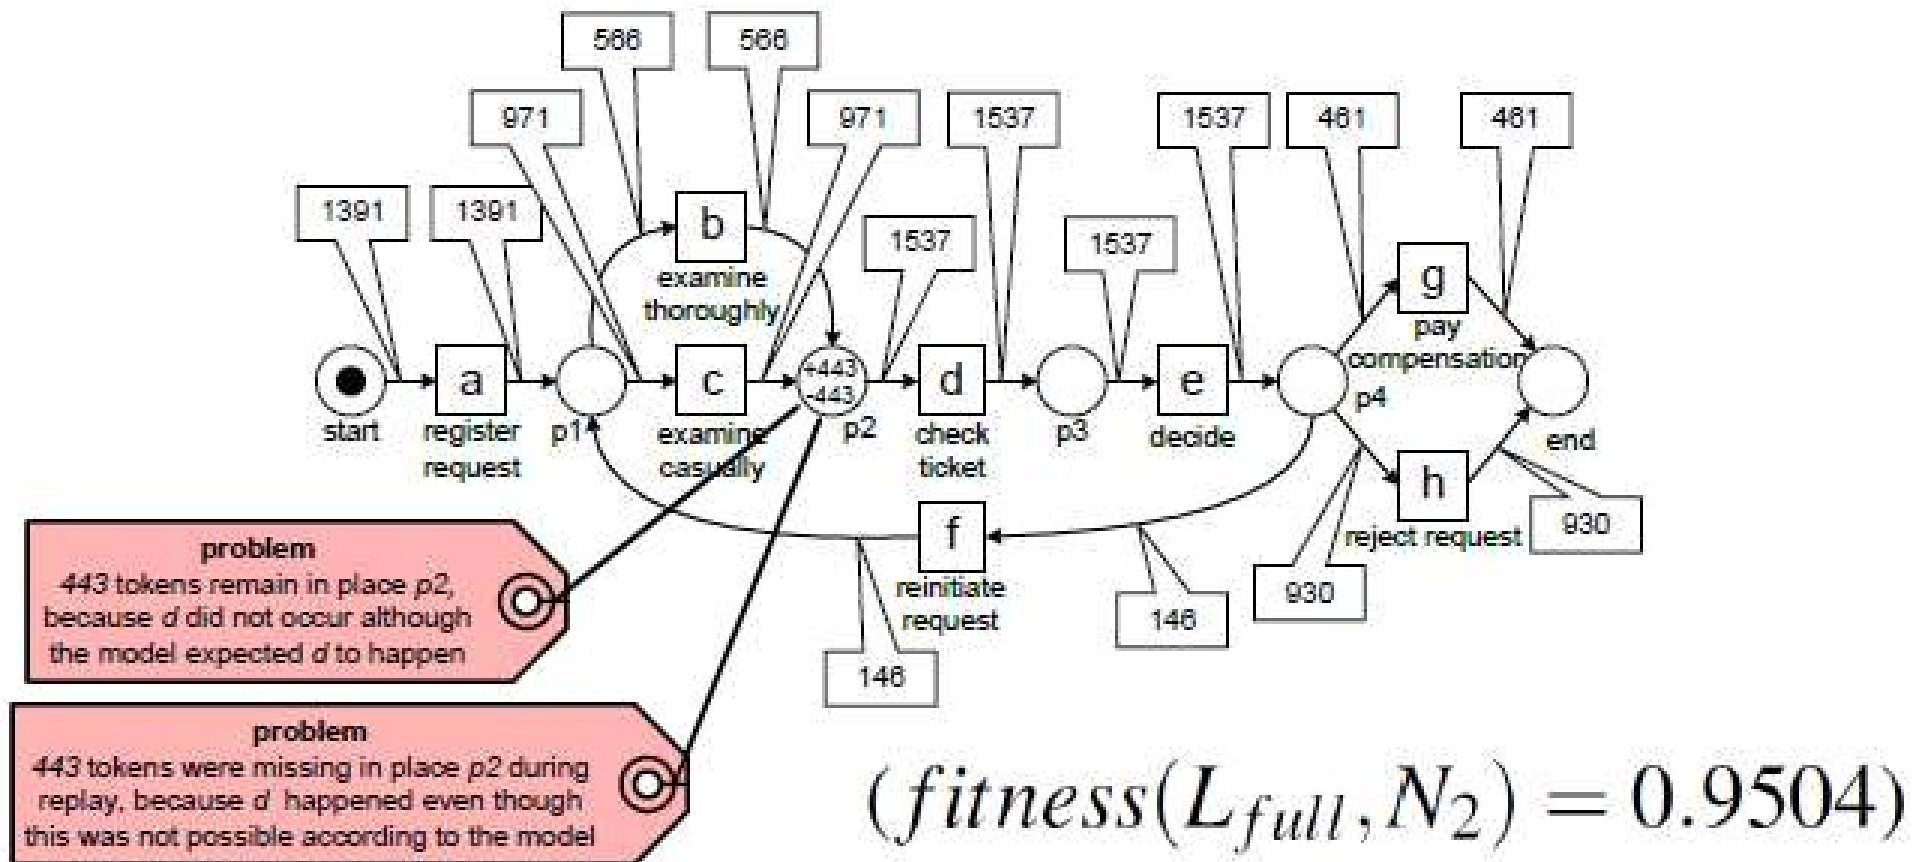 566 566
971 971 1537 1537 461 461
1391 1391 1537 1537
b
examine
thoroughly
g
pay
compensation
a
c
+443
-443
d
e
start
register
request
p1
examine
casually
p2
check
ticket
p3
decide
p4
end
h
reject request
930
930
f
reinitiate
request
146
146
problem
443 tokens remain in place p2,
because d did not occur although
the model expected d to happen
problem
443 tokens were missing in place p2 during
replay, because d happened even though
this was not possible according to the model
(fitness(L_full, N_2) = 0.9504)